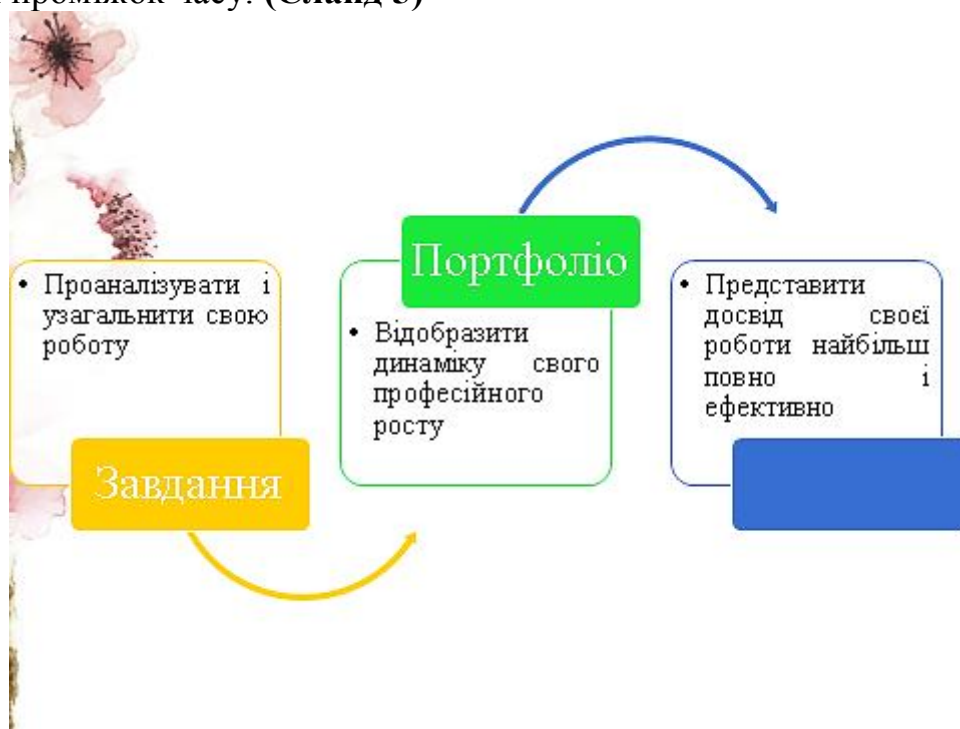 проміжок часу. (Слайд 3)
• Проаналізувати і
узагальнити свою
роботу
Завдання
Портфоліо
• Відобразити
динаміку свого
професійного
росту
• Представити
досвід своєї
роботи найбільш
повно і
ефективно